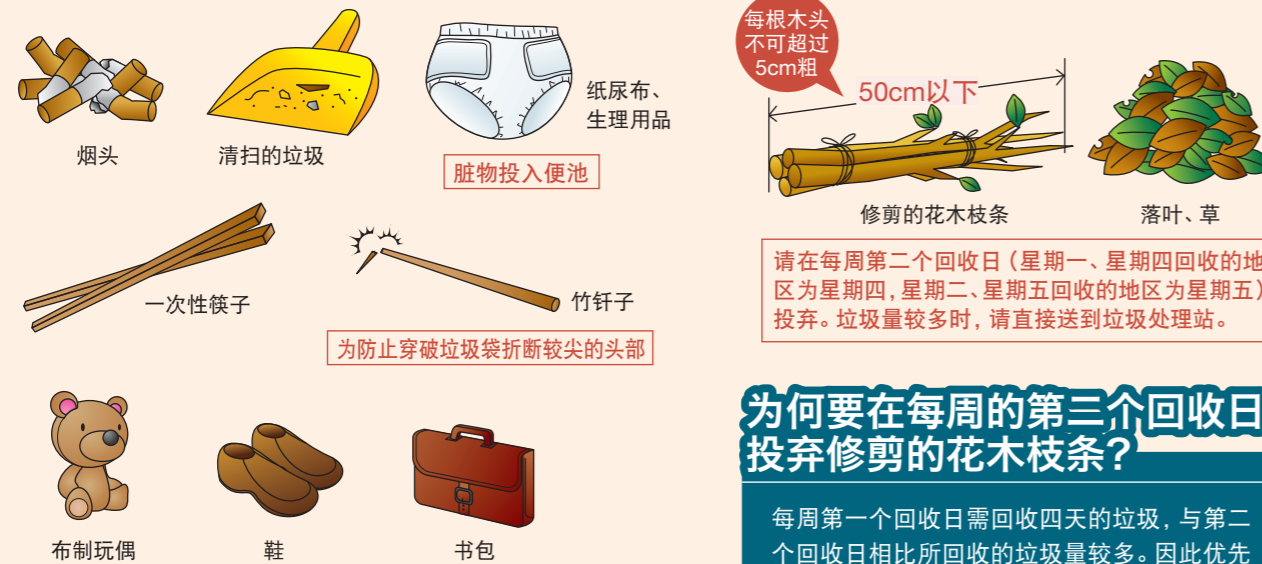 烟头
清扫的垃圾
纸尿布、
生理用品
脏物投入便池
一次性筷子
竹钎子
为防止穿破垃圾袋折断较尖的头部
布制玩偶
鞋
书包
每根木头
不可超过
5cm粗
50cm以下
修剪的花木枝条
落叶、草
请在每周第二个回收日（星期一、星期四回收的地
区为星期四，星期二、星期五回收的地区为星期五）
投弃。垃圾量较多时，请直接送到垃圾处理站。
为何要在每周的第三个回收日
投弃修剪的花木枝条？
每周第一个回收日需回收四天的垃圾，与第二
个回收日相比所回收的垃圾量较多。因此优先